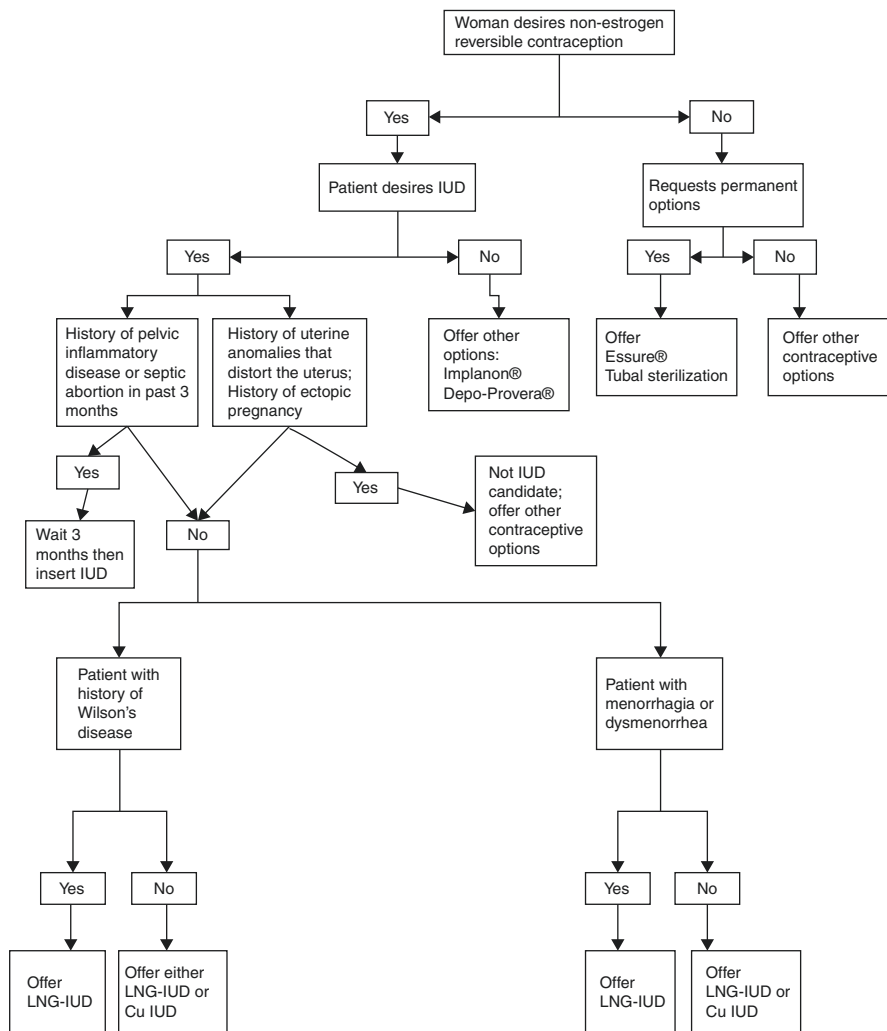 Woman desires non-estrogen
reversible contraception
Yes
No
Patient desires IUD
Requests permanent
options
Yes
No
Yes
No
History of pelvic
inflammatory
disease or septic
abortion in past 3
months
History of uterine
anomalies that
distort the uterus;
History of ectopic
pregnancy
Offer other
options:
Implanon®
Depo-Provera®
Offer
Essure®
Tubal sterilization
Offer other
contraceptive
options
Yes
Yes
Not IUD
candidate;
offer other
contraceptive
options
Wait 3
months then
insert IUD
No
Patient with
history of
Wilson's
disease
Patient with
menorrhagia or
dysmenorrhea
Yes
No
Yes
No
Offer
LNG-IUD
Offer either
LNG-IUD or
Cu IUD
Offer
LNG-IUD
Offer
LNG-IUD or
Cu IUD